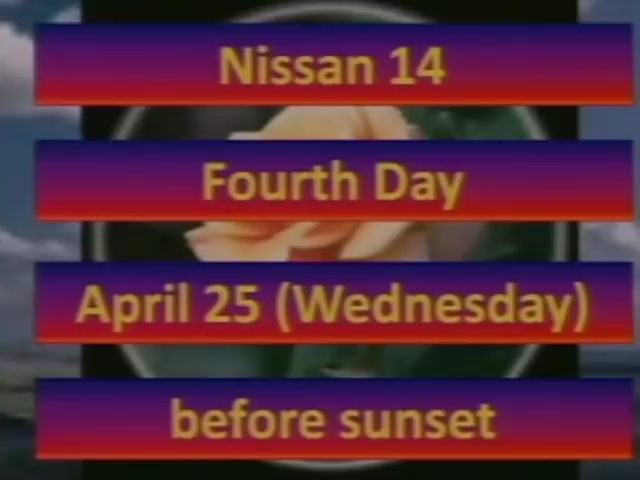 Nissan 14
Fourth Day
April 25 (Wednesday)
before sunset